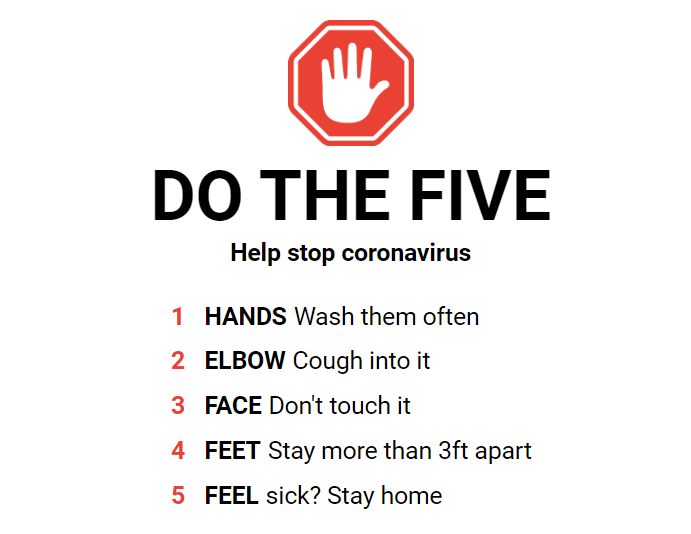 DO THE FIVE
Help stop coronavirus
1 HANDS Wash them often
2 ELBOW Cough into it
3 FACE Don't touch it
4 FEET Stay more than 3ft apart
5 FEEL sick? Stay home